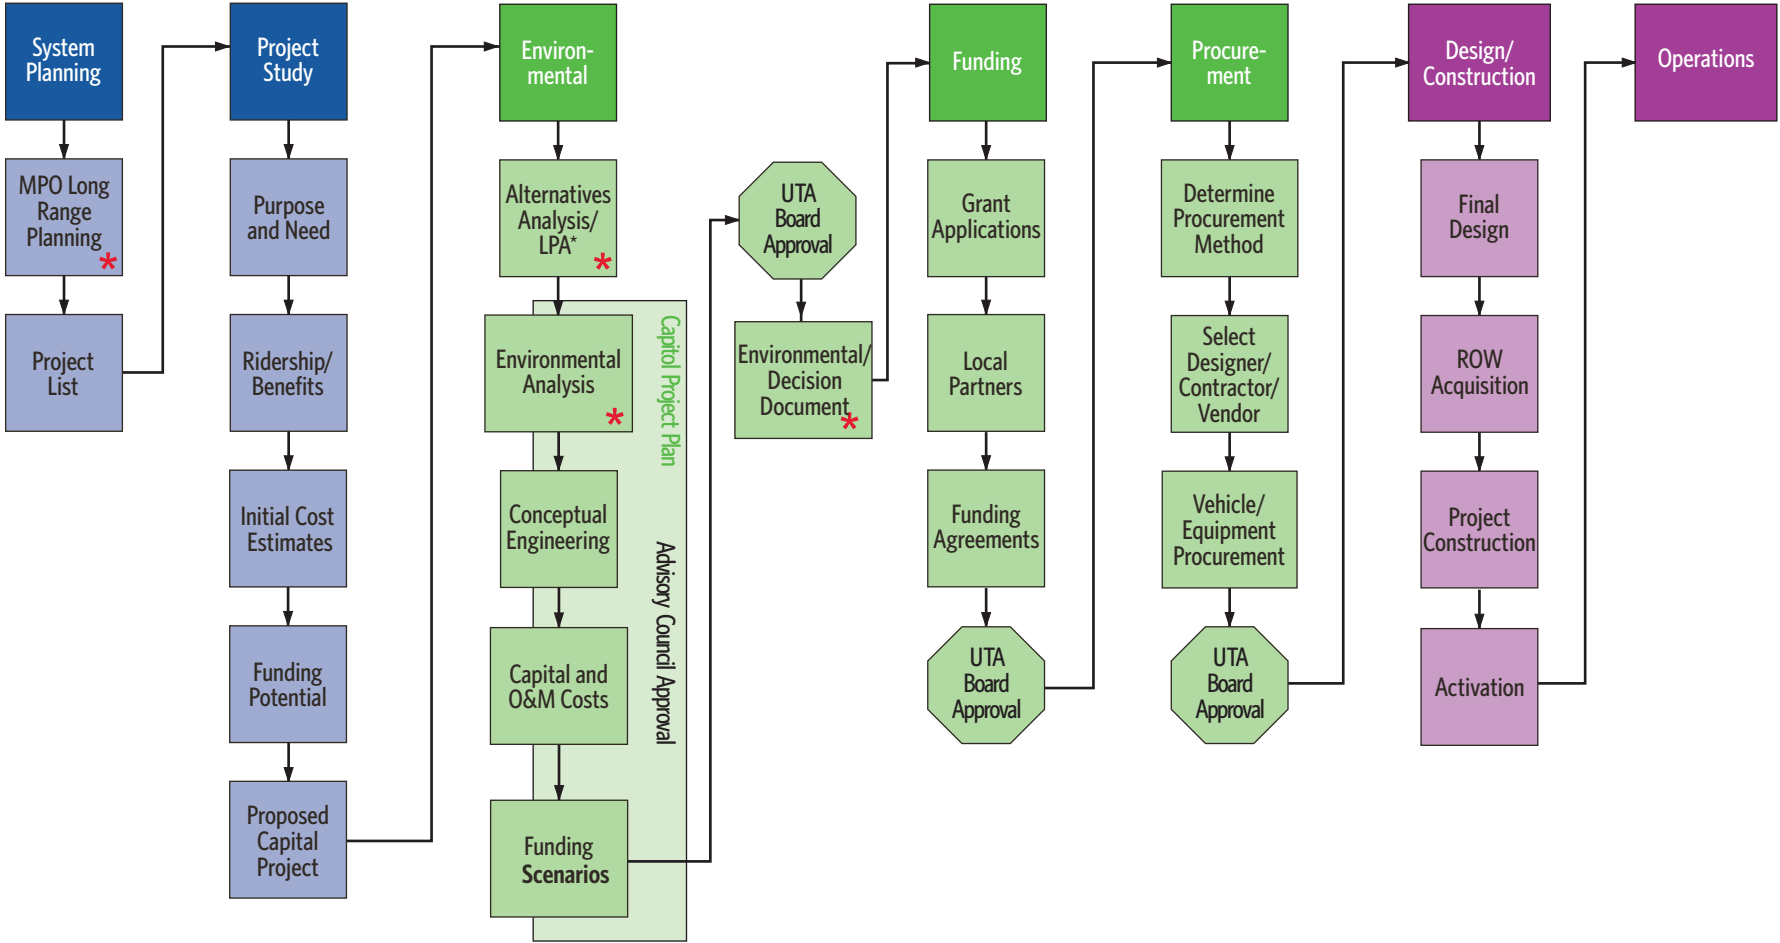 System
Planning
MPO Long
Range
Planning
*
Project
List
Project
Study
Purpose
and Need
Ridership/
Benefits
Initial Cost
Estimates
Funding
Potential
Proposed
Capital
Project
Environ-
mental
Alternatives
Analysis/
LPA*
*
Environmental
Analysis
*
Conceptual
Engineering
Capital and
O&M Costs
Funding
Scenarios
Capitol Project Plan
Advisory Council Approval
UTA
Board
Approval
Environmental/
Decision
Document
*
Funding
Grant
Applications
Local
Partners
Funding
Agreements
UTA
Board
Approval
Procure-
ment
Determine
Procurement
Method
Select
Designer/
Contractor/
Vendor
Vehicle/
Equipment
Procurement
UTA
Board
Approval
Design/
Construction
Final
Design
ROW
Acquisition
Project
Construction
Activation
Operations